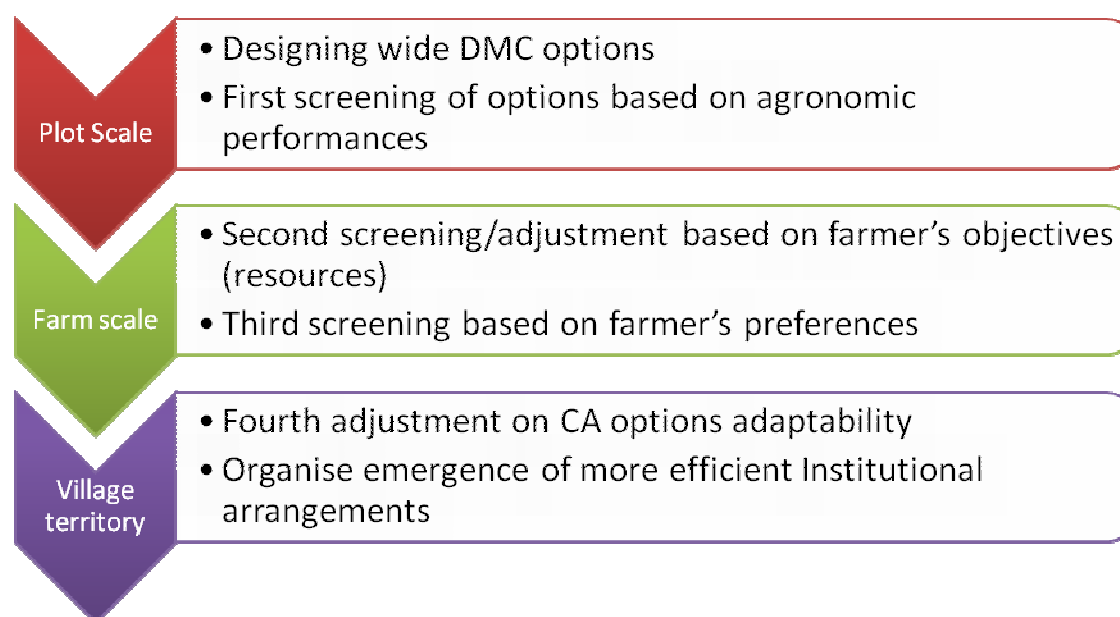 Plot Scale
• Designing wide DMC options
• First screening of options based on agronomic
performances
Farm scale
• Second screening/adjustment based on farmer’s objectives
(resources)
• Third screening based on farmer’s preferences
Village
territory
• Fourth adjustment on CA options adaptability
• Organise emergence of more efficient Institutional
arrangements